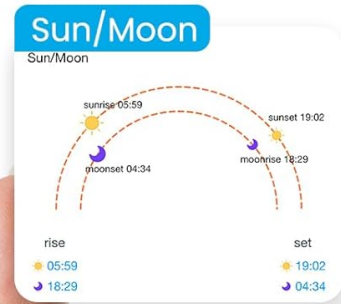 Sun/Moon
Sun/Moon
sunrise 05:59
sunset 19:02
moonset 04:34
moonrise 18:29
rise
set
05:59
19:02
18:29
04:34